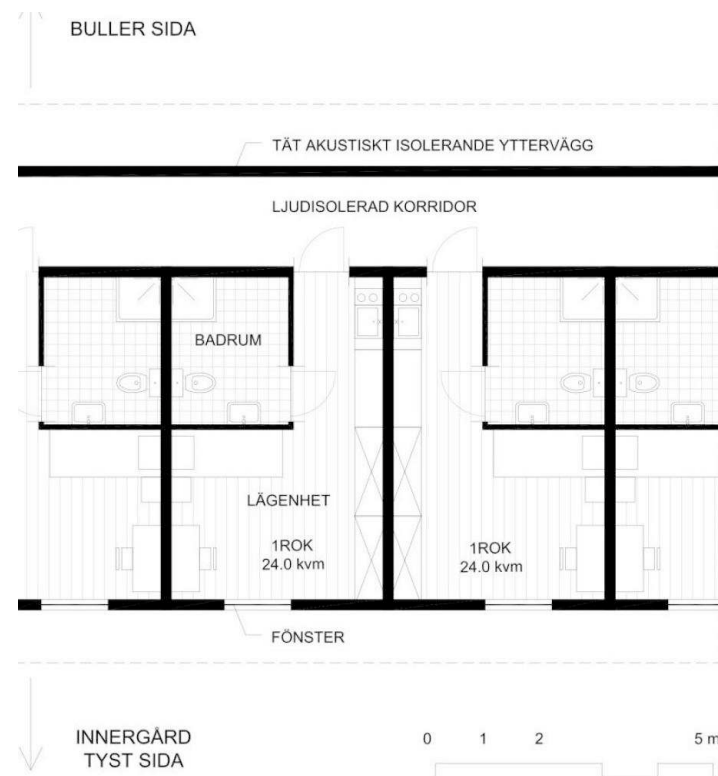 BULLER SIDA
TÄT AKUSTISKT ISOLERANDE YTTERVÄGG
LJUDISOLERAD KORRIDOR
BADRUM
LÄGENHET
1ROK
24.0 kvm
1ROK
24.0 kvm
FÖNSTER
INNERGÅRD
TYST SIDA
0 1 2 5 m